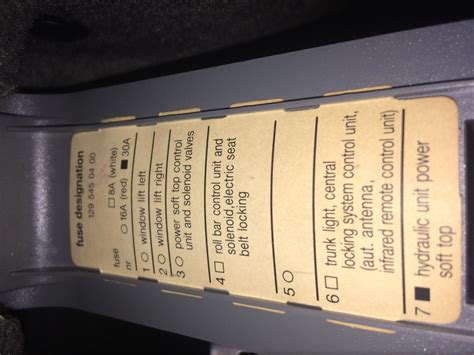 fuse designation
129 545 04 00
fuse □ 8A (white)
nr ○ 16A (red) ■ 30A
1 ○ window lift left
2 ○ window lift right
3 ○ power soft top control
unit and solenoid valves
4 □ roll bar control unit and
solenoid,electric seat
belt locking
5 ○
6 □ trunk light, central
locking system control unit,
(aut. antenna,
infrared remote control unit)
7 ■ hydraulic unit power
soft top